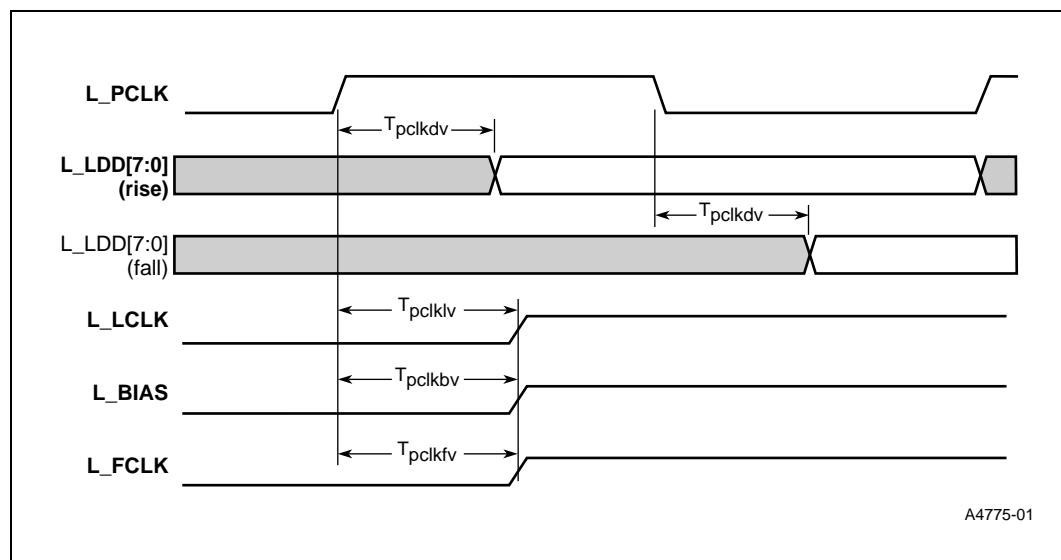 L_PCLK
Tpclkdv
L_LDD[7:0]
(rise)
Tpclkdv
L_LDD[7:0]
(fall)
Tpclklv
L_LCLK
Tpclkbv
L_BIAS
Tpclkfv
L_FCLK
A4775-01